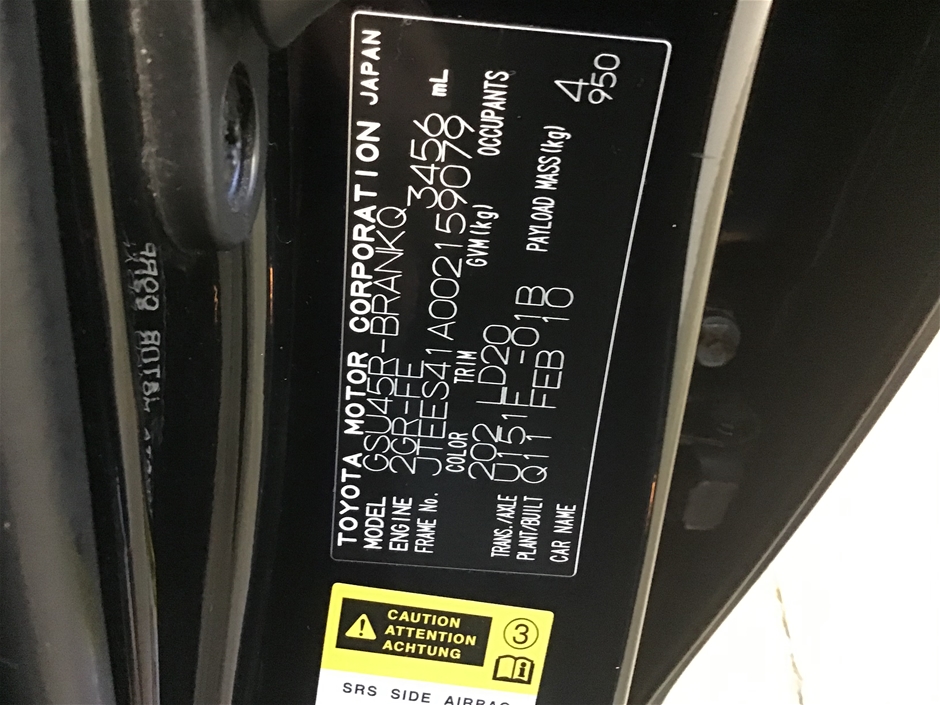 TOYOTA MOTOR CORPORATION JAPAN
MODEL GSU45R-BRANKQ
ENGINE 2GR-FE 3456 mL
FRAME No. JTEES41A002159079
COLOR TRIM GVM(kg) OCCUPANTS
202 LD20 4
TRANS./AXLE U151F-01B PAYLOAD MASS(kg) 950
PLANT/BUILT Q11 FEB 10
CAR NAME
CAUTION
ATTENTION
ACHTUNG
3
i
SRS SIDE AIRBAG